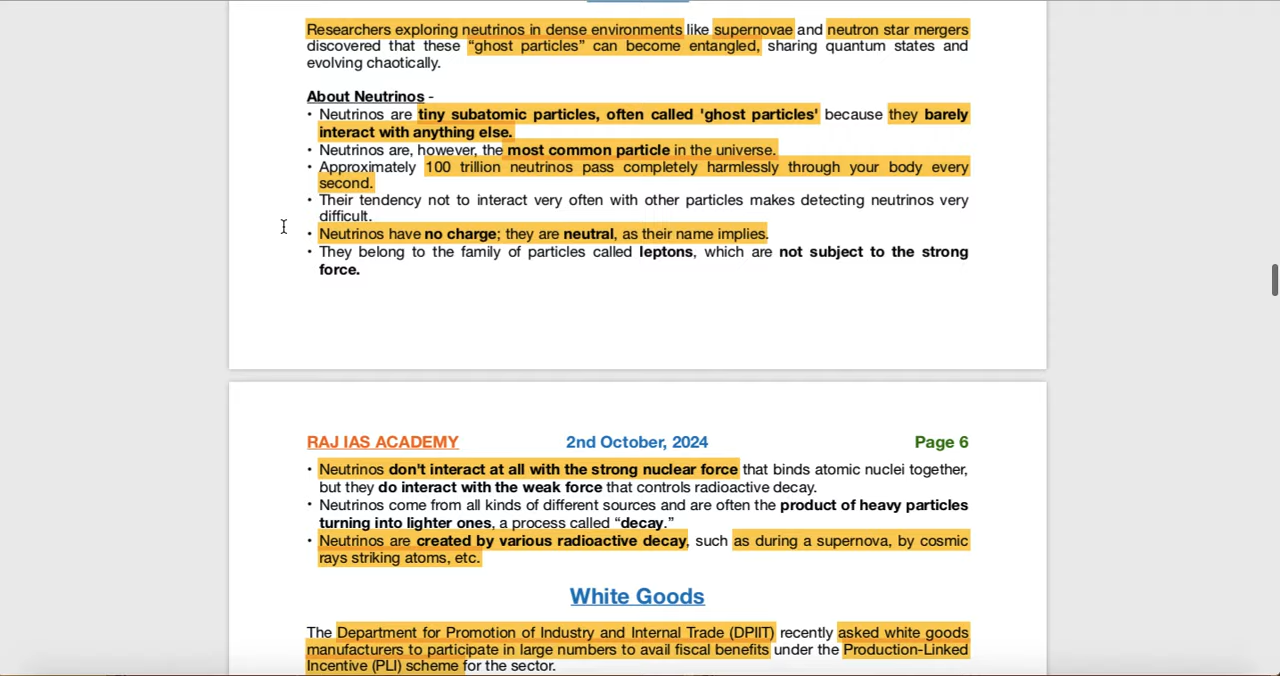 Researchers exploring neutrinos in dense environments like supernovae and neutron star mergers
discovered that these “ghost particles” can become entangled, sharing quantum states and
evolving chaotically.
About Neutrinos -
• Neutrinos are tiny subatomic particles, often called 'ghost particles' because they barely
interact with anything else.
• Neutrinos are, however, the most common particle in the universe.
• Approximately 100 trillion neutrinos pass completely harmlessly through your body every
second.
• Their tendency not to interact very often with other particles makes detecting neutrinos very
difficult.
• Neutrinos have no charge; they are neutral, as their name implies.
• They belong to the family of particles called leptons, which are not subject to the strong
force.
RAJ IAS ACADEMY 2nd October, 2024 Page 6
• Neutrinos don't interact at all with the strong nuclear force that binds atomic nuclei together,
but they do interact with the weak force that controls radioactive decay.
• Neutrinos come from all kinds of different sources and are often the product of heavy particles
turning into lighter ones, a process called “decay.”
• Neutrinos are created by various radioactive decay, such as during a supernova, by cosmic
rays striking atoms, etc.
White Goods
The Department for Promotion of Industry and Internal Trade (DPIIT) recently asked white goods
manufacturers to participate in large numbers to avail fiscal benefits under the Production-Linked
Incentive (PLI) scheme for the sector.